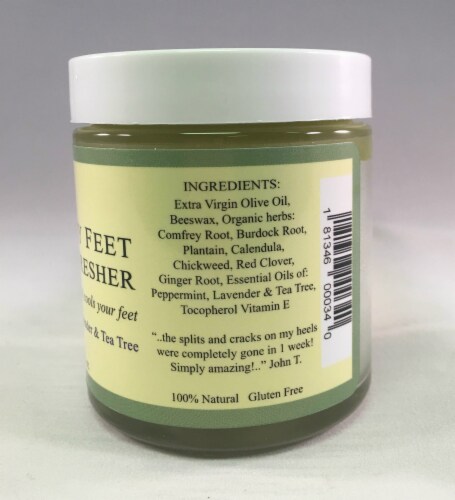 FEET
RESHER
cools your feet
& Tea Tree
INGREDIENTS:
Extra Virgin Olive Oil,
Beeswax, Organic herbs:
Comfrey Root, Burdock Root,
Plantain, Calendula,
Chickweed, Red Clover,
Ginger Root, Essential Oils of:
Peppermint, Lavender & Tea Tree,
Tocopherol Vitamin E
“..the splits and cracks on my heels
were completely gone in 1 week!
Simply amazing!..” John T.
100% Natural Gluten Free
1 81346 00034 0